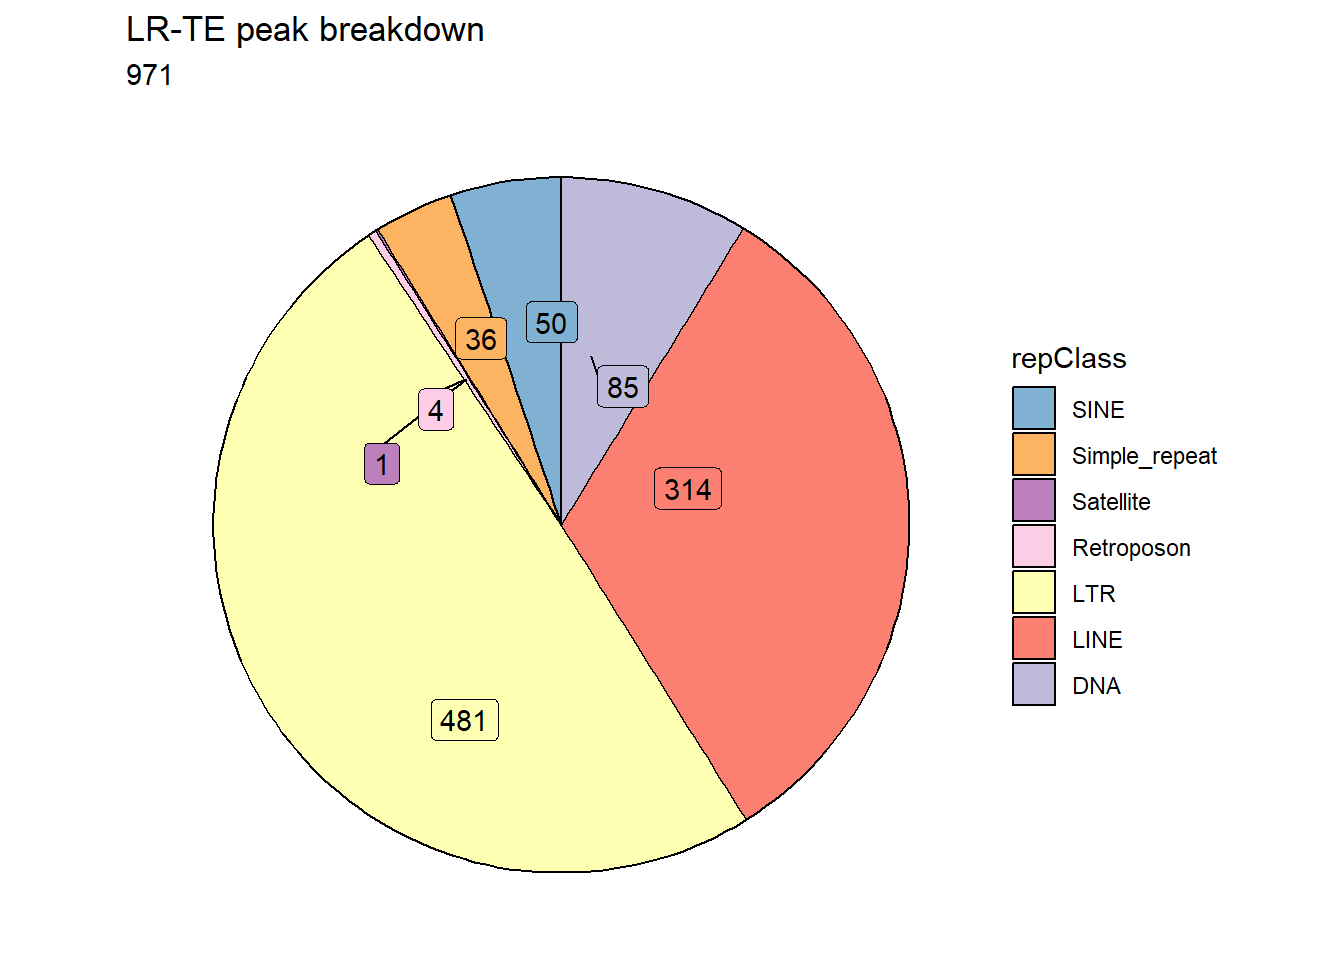 LR-TE peak breakdown
971
50
36
85
4
1
314
481
repClass
SINE
Simple_repeat
Satellite
Retroposon
LTR
LINE
DNA